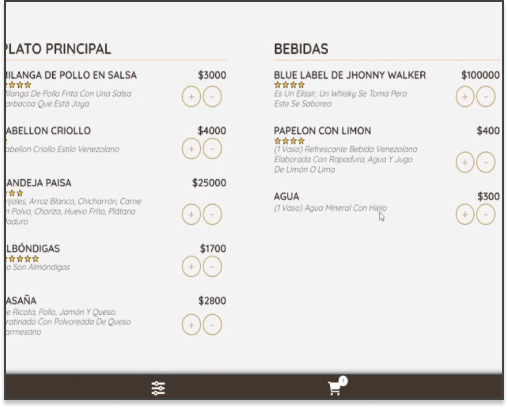 PLATO PRINCIPAL
MILANGA DE POLLO EN SALSA $3000
Milanga De Pollo Frita Con Una Salsa
Barbacoa Que Está Joya
+ -
PABELLON CRIOLLO $4000
Pabellon Criollo Estilo Venezolano
+ -
BANDEJA PAISA $25000
Frijoles, Arroz Blanco, Chicharrón, Carne
En Polvo, Chorizo, Huevo Frito, Plátano
Maduro
+ -
ALBÓNDIGAS $1700
No Son Almóndigas
+ -
LASAÑA $2800
De Ricota, Pollo, Jamón Y Queso.
Gratinado Con Polvoreada De Queso
Parmesano
+ -
BEBIDAS
BLUE LABEL DE JHONNY WALKER $100000
Es Un Elixir, Un Whisky Se Toma Pero
Este Se Saborea
+ -
PAPELON CON LIMON $400
(1 Vaso) Refrescante Bebida Venezolana
Elaborada Con Rapadura, Agua Y Jugo
De Limón O Lima
+ -
AGUA $300
(1 Vaso) Agua Mineral Con Hielo
+ -